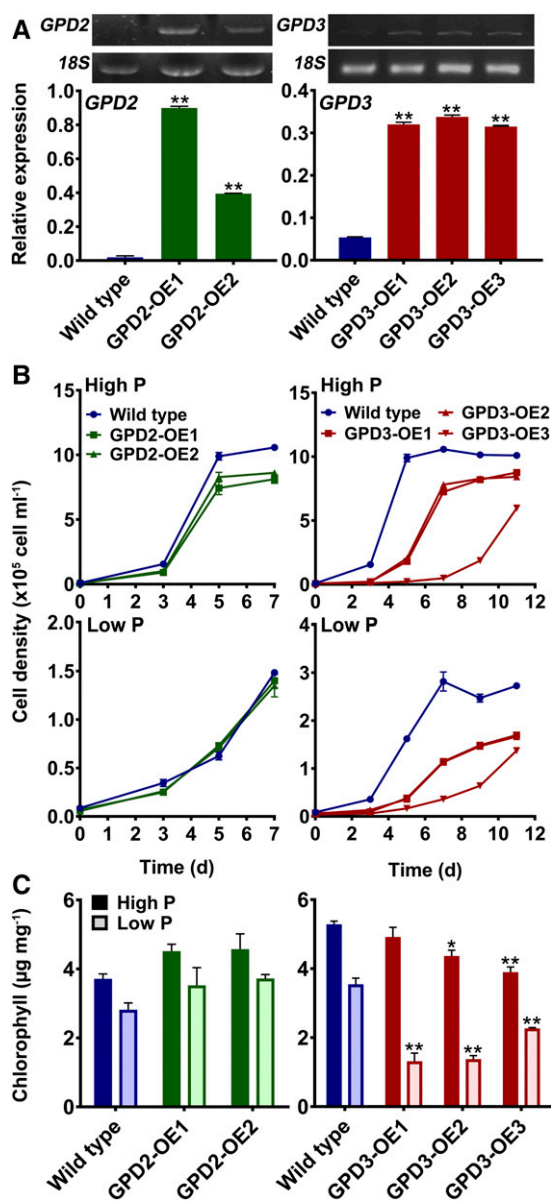 A
GPD2
18S
GPD3
18S
GPD2
GPD3
Relative expression
1.0
0.8
0.6
0.4
0.2
0.0
** **
0.4
0.3
0.2
0.1
0.0
** ** **
Wild type
GPD2-OE1
GPD2-OE2
Wild type
GPD3-OE1
GPD3-OE2
GPD3-OE3
B
High P
High P
Wild type
GPD2-OE1
GPD2-OE2
Wild type
GPD3-OE1
GPD3-OE2
GPD3-OE3
Cell density (x10⁵ cell ml⁻¹)
15
10
5
0
0 1 2 3 4 5 6 7
15
10
5
0
0 2 4 6 8 10 12
Low P
Low P
2.0
1.5
1.0
0.5
0.0
0 1 2 3 4 5 6 7
4
3
2
1
0
0 2 4 6 8 10 12
Time (d)
Time (d)
C
High P
Low P
Chlorophyll (µg mg⁻¹)
6
4
2
0
6
4
2
0
** * ** ** **
Wild type
GPD2-OE1
GPD2-OE2
Wild type
GPD3-OE1
GPD3-OE2
GPD3-OE3